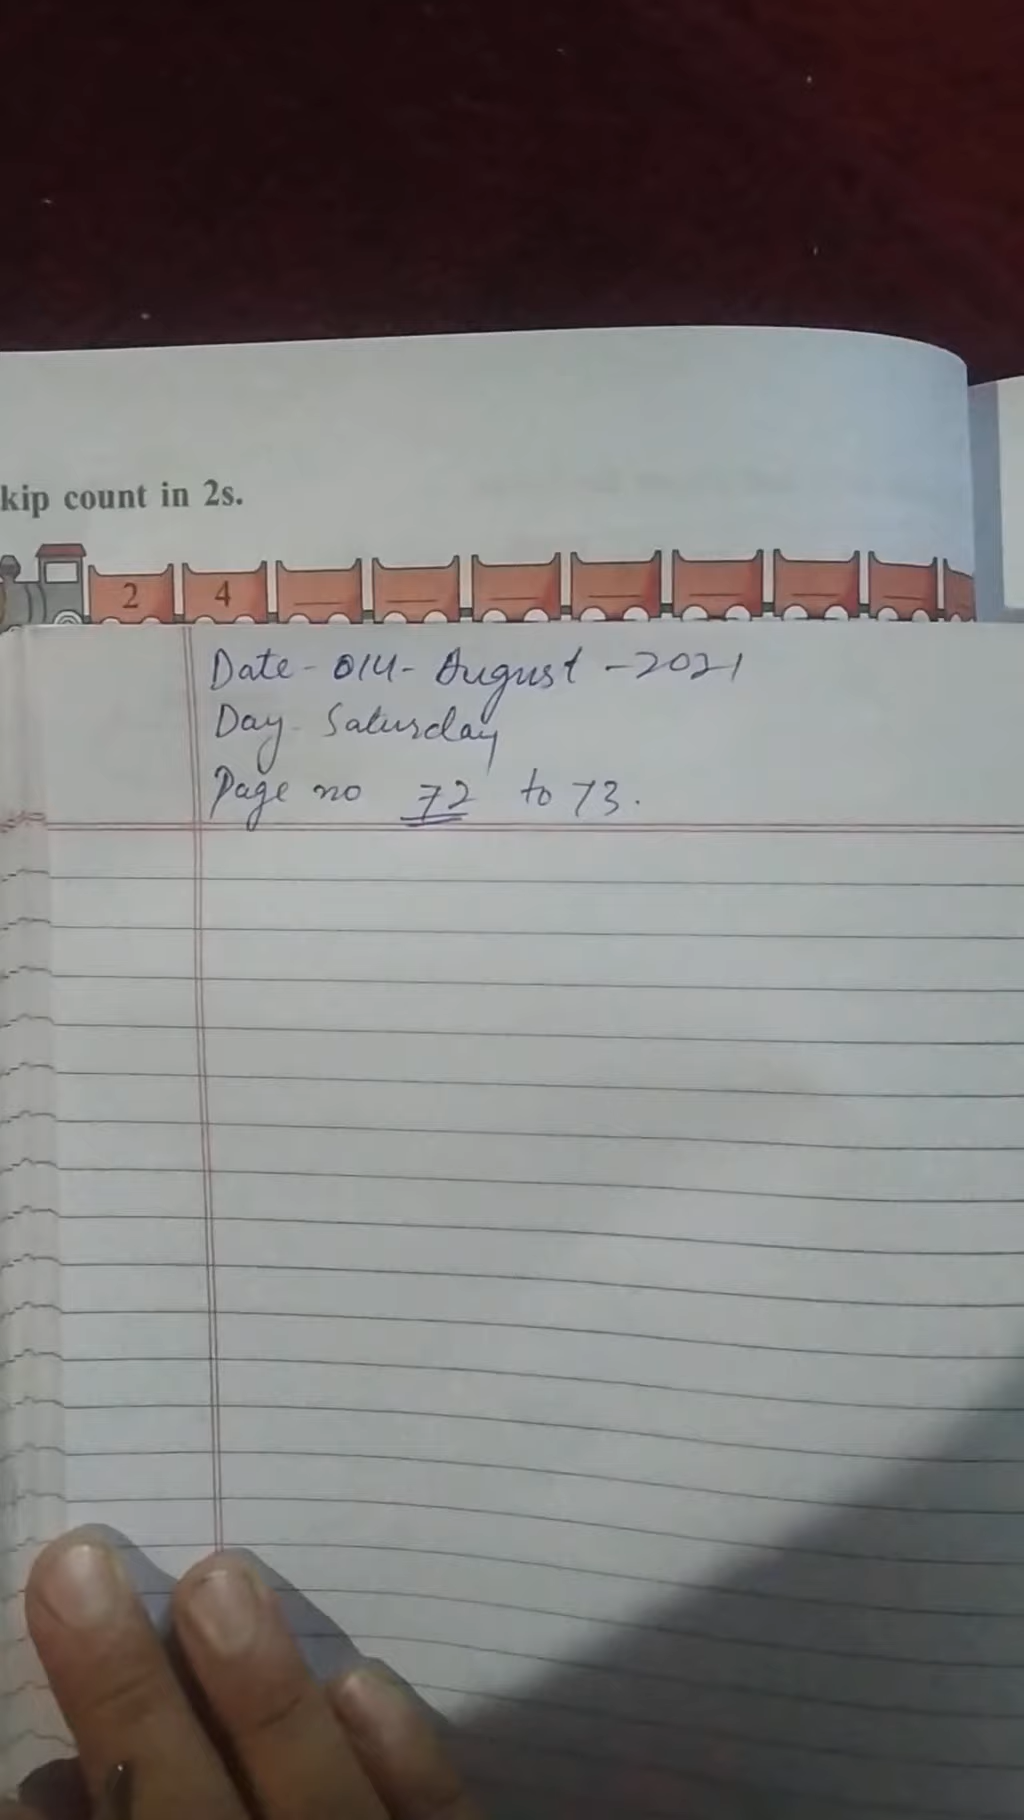 kip count in 2s.
2 4
Date - 014 - August - 2021
Day - Saturday
Page no 72 to 73.